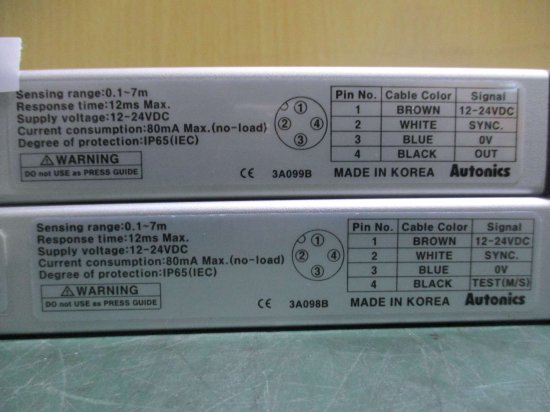 Sensing range:0.1~7m
Response time:12ms Max.
Supply voltage:12-24VDC
Current consumption:80mA Max.(no-load)
Degree of protection:IP65(IEC)
⚠WARNING
DO not USE as PRESS GUIDE
① ② ③ ④
CE 3A099B
Pin No. Cable Color Signal
1 BROWN 12-24VDC
2 WHITE SYNC.
3 BLUE 0V
4 BLACK OUT
MADE IN KOREA Autonics
Sensing range:0.1~7m
Response time:12ms Max.
Supply voltage:12-24VDC
Current consumption:80mA Max.(no-load)
Degree of protection:IP65(IEC)
⚠WARNING
DO not USE as PRESS GUIDE
① ② ③ ④
CE 3A098B
Pin No. Cable Color Signal
1 BROWN 12-24VDC
2 WHITE SYNC.
3 BLUE 0V
4 BLACK TEST(M/S)
MADE IN KOREA Autonics